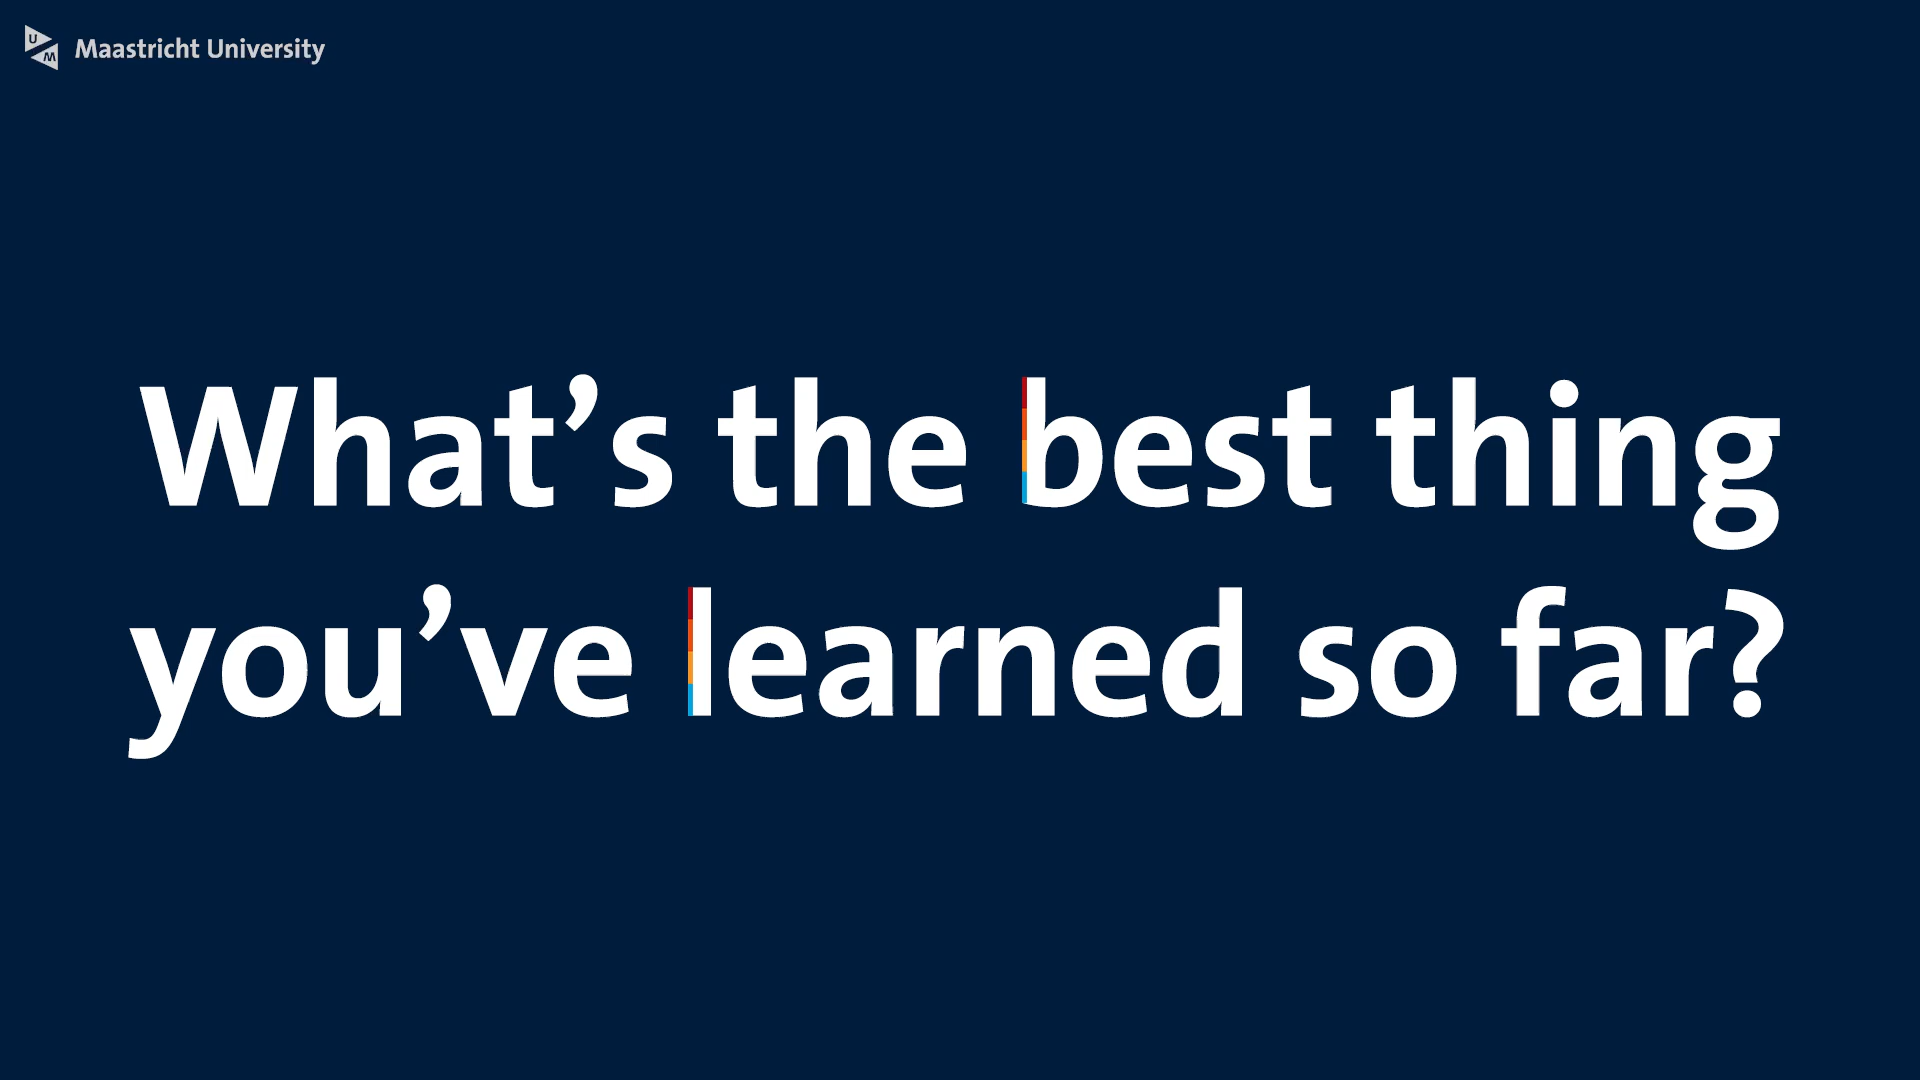 U
M
Maastricht University
What’s the best thing
you’ve learned so far?